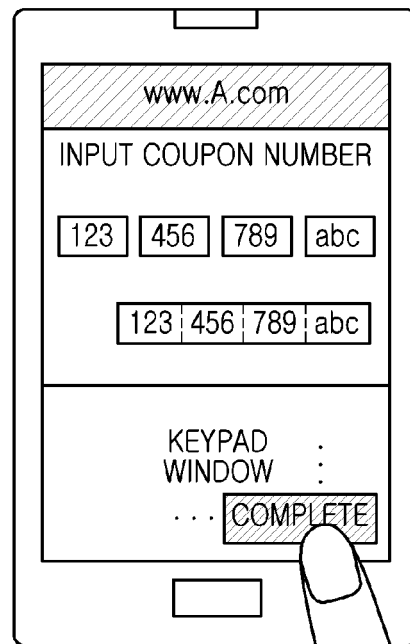 www.A.com
INPUT COUPON NUMBER
123 456 789 abc
123 456 789 abc
KEYPAD :
WINDOW :
... COMPLETE